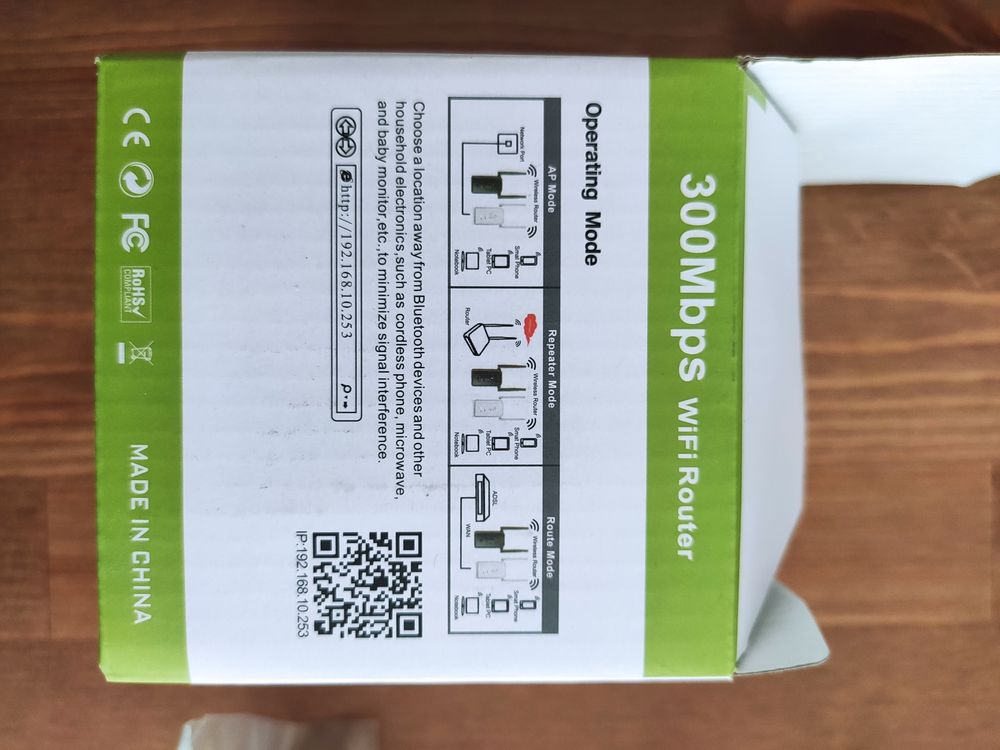 300Mbps WiFi Router
Operating Mode
AP Mode
Network Port
Wireless Router
Smat Phone
Tablet PC
Notebook
Repeater Mode
Router
Wireless Router
Smat Phone
Tablet PC
Notebook
Route Mode
ADSL
WAN
Wireless Router
Smat Phone
Tablet PC
Notebook
Choose a location away from Bluetooth devices and other
household electronics,such as cordless phone, microwave,
and baby monitor,etc.,to minimize signal interference.
http://192.168.10.253
IP:192.168.10.253
CE FC RoHS
COMPLIANT
MADE IN CHINA